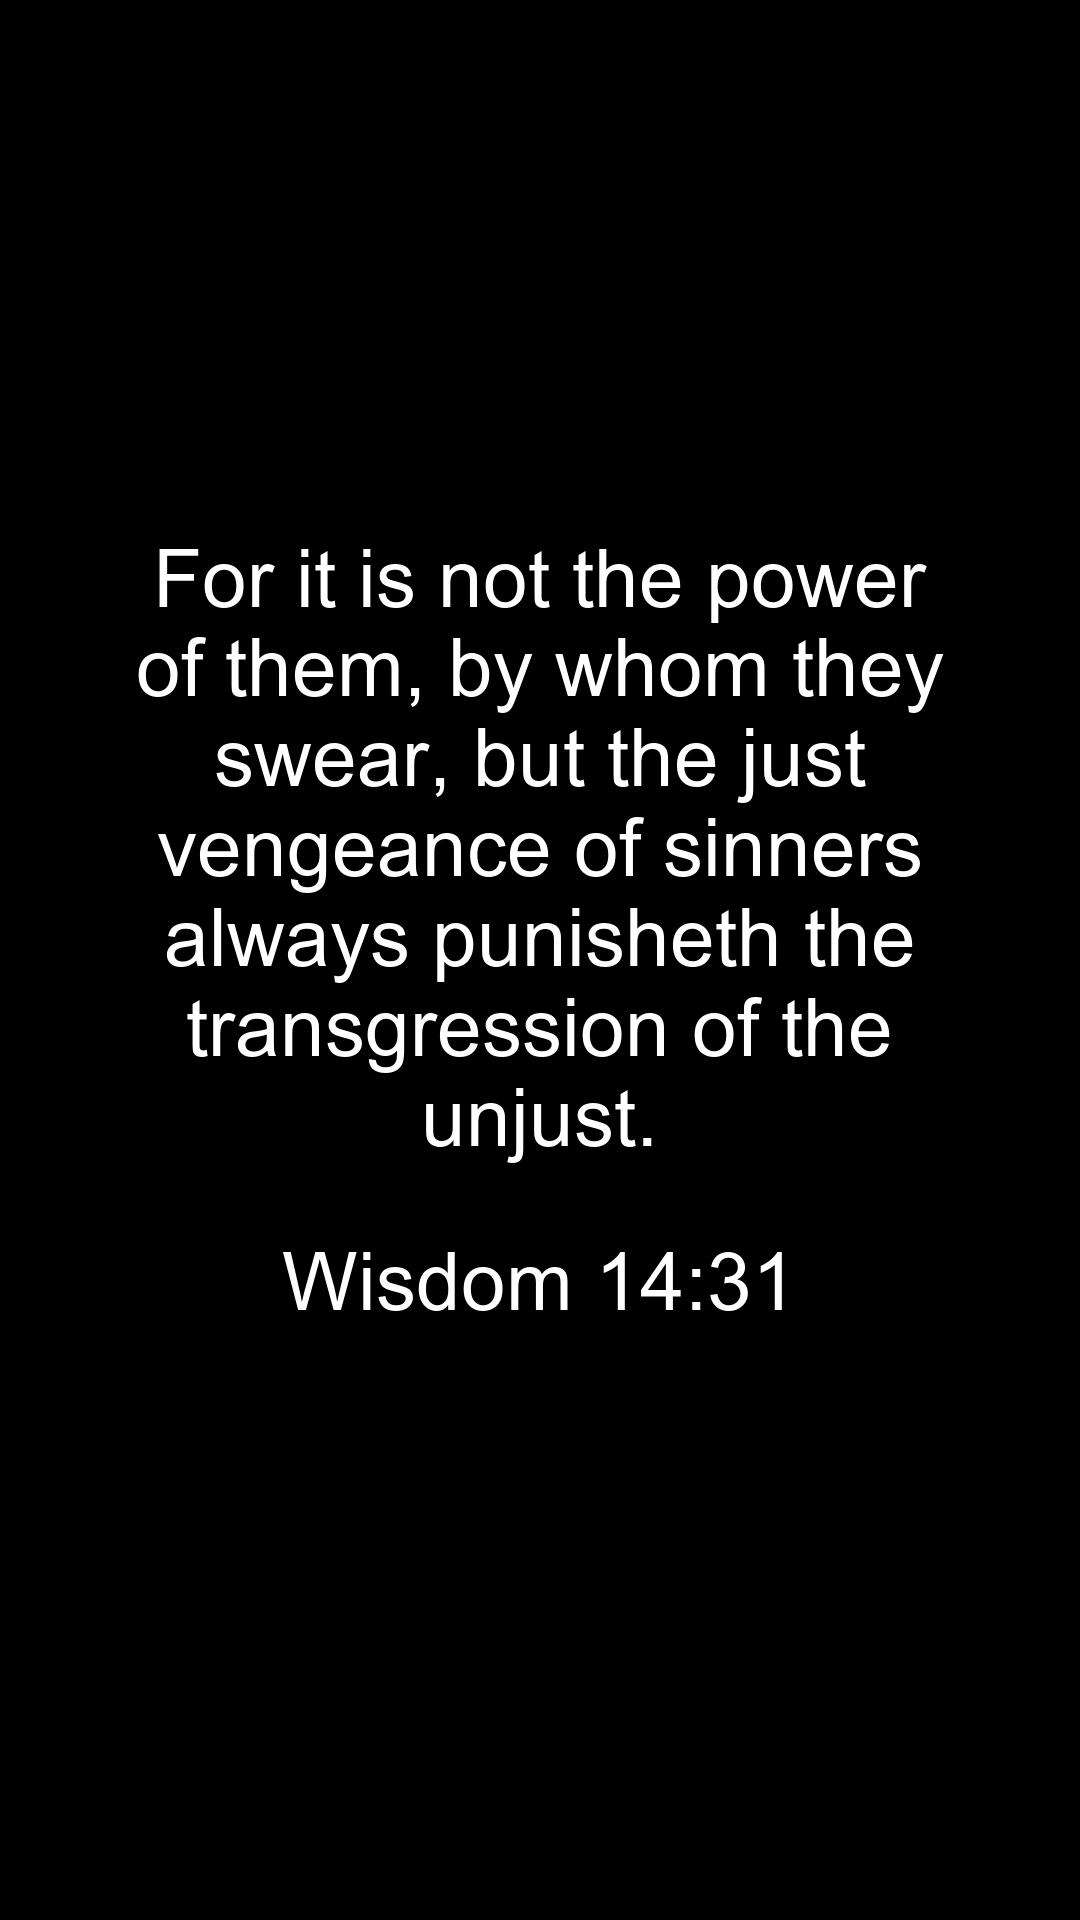 For it is not the power
of them, by whom they
swear, but the just
vengeance of sinners
always punisheth the
transgression of the
unjust.
Wisdom 14:31